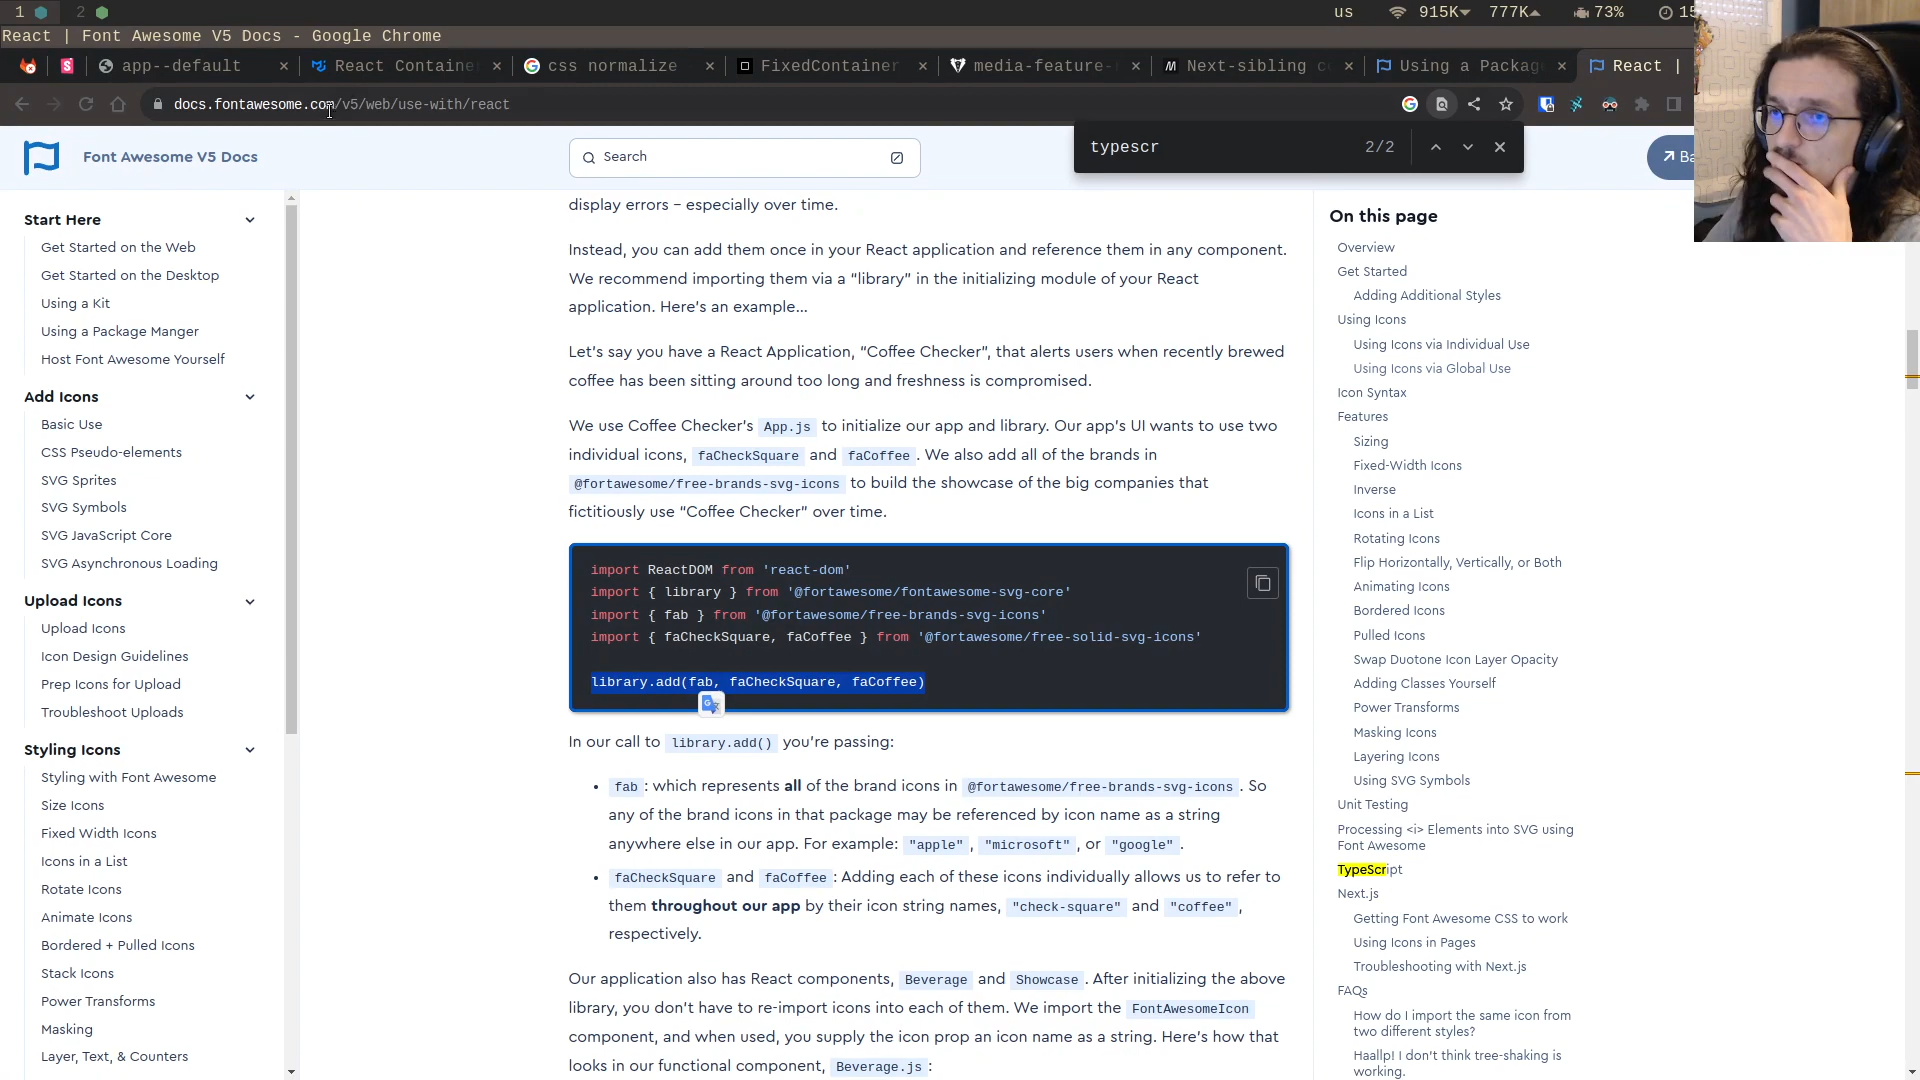 1 2 us 915K 777K 73% 15
React | Font Awesome V5 Docs - Google Chrome
app--default × React Containe × css normalize × FixedContainer × media-feature- × Next-sibling c × Using a Packag × React |
docs.fontawesome.com/v5/web/use-with/react
typescr 2/2
Font Awesome V5 Docs
Search
Ba
Start Here
Get Started on the Web
Get Started on the Desktop
Using a Kit
Using a Package Manger
Host Font Awesome Yourself
Add Icons
Basic Use
CSS Pseudo-elements
SVG Sprites
SVG Symbols
SVG JavaScript Core
SVG Asynchronous Loading
Upload Icons
Upload Icons
Icon Design Guidelines
Prep Icons for Upload
Troubleshoot Uploads
Styling Icons
Styling with Font Awesome
Size Icons
Fixed Width Icons
Icons in a List
Rotate Icons
Animate Icons
Bordered + Pulled Icons
Stack Icons
Power Transforms
Masking
Layer, Text, & Counters
display errors – especially over time.
Instead, you can add them once in your React application and reference them in any component.
We recommend importing them via a “library” in the initializing module of your React
application. Here’s an example…
Let’s say you have a React Application, “Coffee Checker”, that alerts users when recently brewed
coffee has been sitting around too long and freshness is compromised.
We use Coffee Checker’s App.js to initialize our app and library. Our app’s UI wants to use two
individual icons, faCheckSquare and faCoffee. We also add all of the brands in
@fortawesome/free-brands-svg-icons to build the showcase of the big companies that
fictitiously use “Coffee Checker” over time.
import ReactDOM from 'react-dom'
import { library } from '@fortawesome/fontawesome-svg-core'
import { fab } from '@fortawesome/free-brands-svg-icons'
import { faCheckSquare, faCoffee } from '@fortawesome/free-solid-svg-icons'
library.add(fab, faCheckSquare, faCoffee)
In our call to library.add() you’re passing:
• fab : which represents all of the brand icons in @fortawesome/free-brands-svg-icons. So
any of the brand icons in that package may be referenced by icon name as a string
anywhere else in our app. For example: "apple", "microsoft", or "google".
• faCheckSquare and faCoffee: Adding each of these icons individually allows us to refer to
them throughout our app by their icon string names, "check-square" and "coffee",
respectively.
Our application also has React components, Beverage and Showcase. After initializing the above
library, you don’t have to re-import icons into each of them. We import the FontAwesomeIcon
component, and when used, you supply the icon prop an icon name as a string. Here’s how that
looks in our functional component, Beverage.js:
On this page
Overview
Get Started
Adding Additional Styles
Using Icons
Using Icons via Individual Use
Using Icons via Global Use
Icon Syntax
Features
Sizing
Fixed-Width Icons
Inverse
Icons in a List
Rotating Icons
Flip Horizontally, Vertically, or Both
Animating Icons
Bordered Icons
Pulled Icons
Swap Duotone Icon Layer Opacity
Adding Classes Yourself
Power Transforms
Masking Icons
Layering Icons
Using SVG Symbols
Unit Testing
Processing <i> Elements into SVG using
Font Awesome
TypeScript
Next.js
Getting Font Awesome CSS to work
Using Icons in Pages
Troubleshooting with Next.js
FAQs
How do I import the same icon from
two different styles?
Haallp! I don’t think tree-shaking is
working.